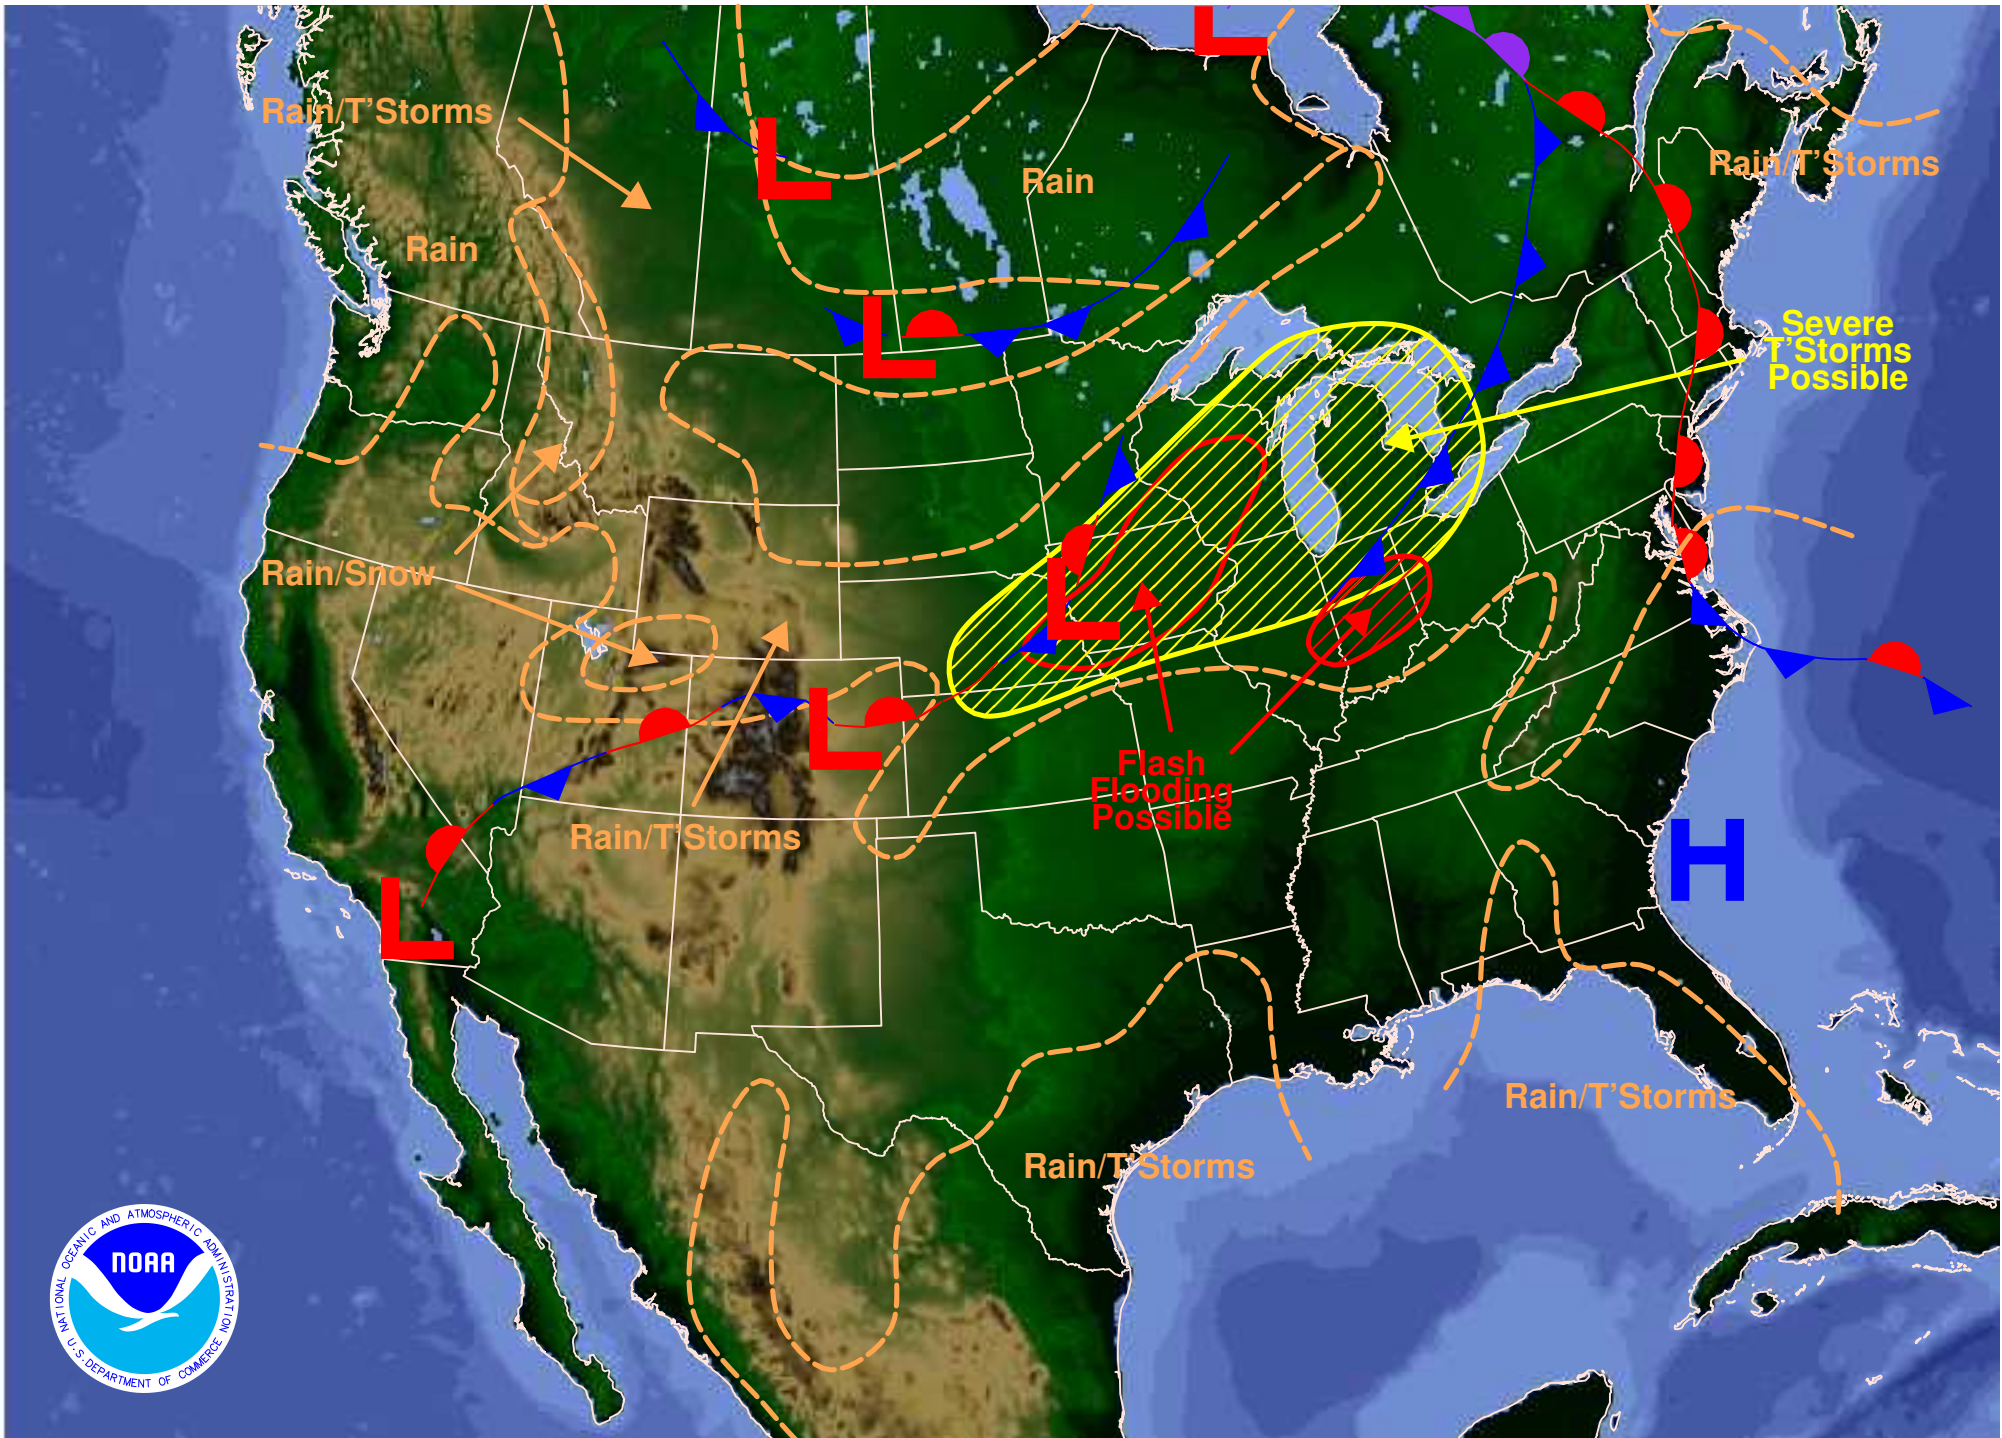 L
Rain/T'Storms
L
Rain
Rain/T'Storms
Rain
Severe
T'Storms
Possible
L
Rain/Snow
L
L
Flash
Flooding
Possible
Rain/T'Storms
H
L
Rain/T'Storms
Rain/T'Storms
NATIONAL OCEANIC AND ATMOSPHERIC ADMINISTRATION
NOAA
U.S. DEPARTMENT OF COMMERCE